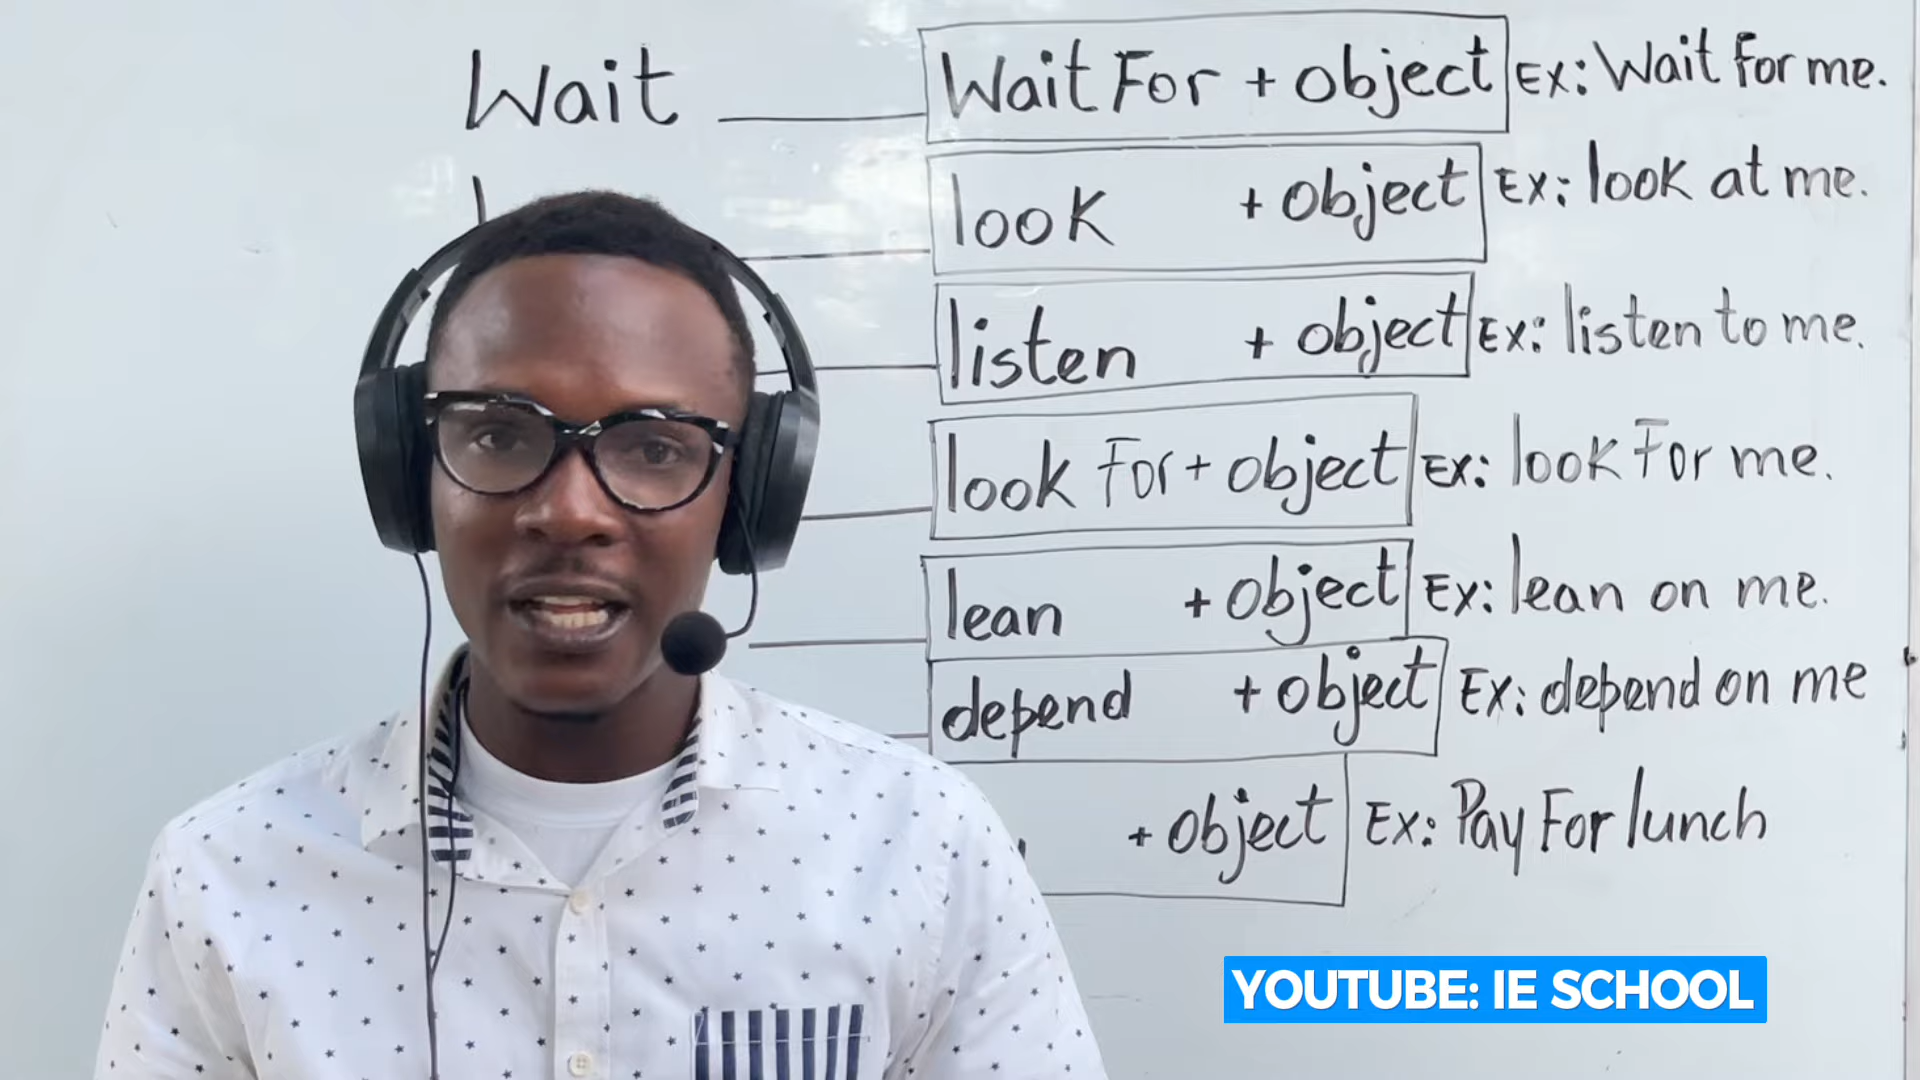 Wait Wait For + object Ex: Wait for me.
look + object Ex: look at me.
listen + object Ex: listen to me.
look For + object Ex: look For me.
lean + object Ex: lean on me.
depend + object Ex: depend on me
+ object Ex: Pay For lunch
YOUTUBE: IE SCHOOL